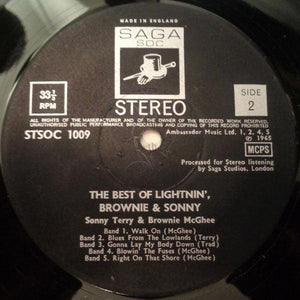 MADE IN ENGLAND
SAGA
SOC
33⅓
RPM
STEREO
SIDE
2
ALL RIGHTS OF THE MANUFACTURER AND OF THE OWNER OF THE RECORDED WORK RESERVED.
UNAUTHORISED PUBLIC PERFORMANCE BROADCASTING AND COPYING OF THIS RECORD PROHIBITED
STSOC 1009
Ambassador Music Ltd. 1, 2, 4, 5
℗ 1965
MCPS
Processed for Stereo listening
by Saga Studios, London
THE BEST OF LIGHTNIN',
BROWNIE & SONNY
Sonny Terry & Brownie McGhee
Band 1. Walk On (McGhee)
Band 2. Blues From The Lowlands (Terry)
Band 3. Gonna Lay My Body Down (Trad)
Band 4. Blowin' The Fuses (McGhee)
Band 5. Right On That Shore (McGhee)